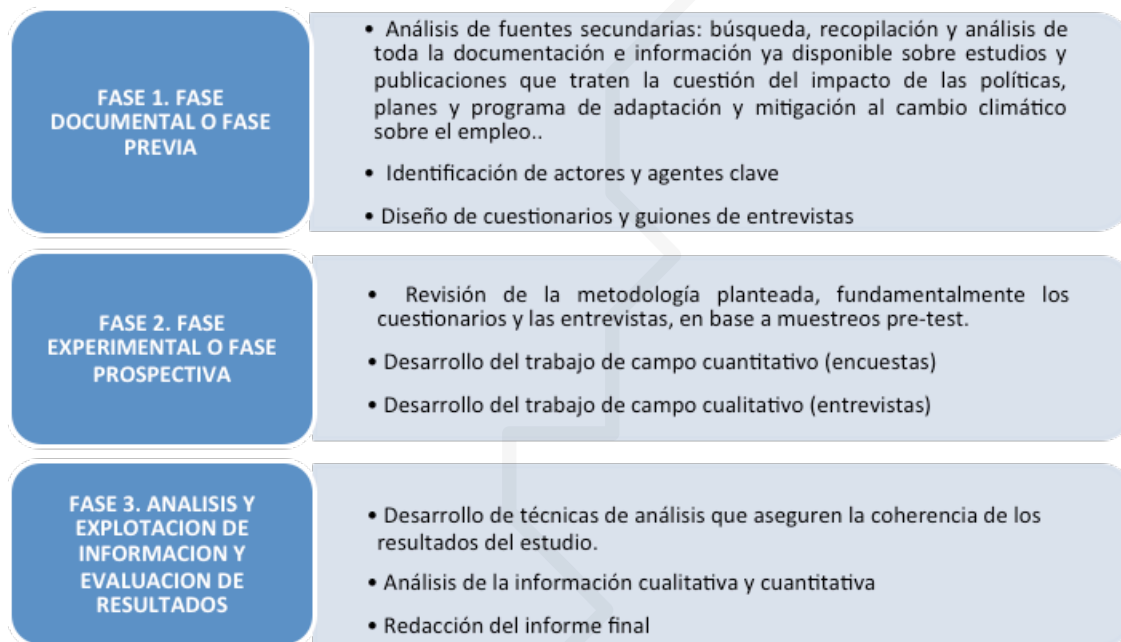 FASE 1. FASE
DOCUMENTAL O FASE
PREVIA
• Análisis de fuentes secundarias: búsqueda, recopilación y análisis de
toda la documentación e información ya disponible sobre estudios y
publicaciones que traten la cuestión del impacto de las políticas,
planes y programa de adaptación y mitigación al cambio climático
sobre el empleo..
• Identificación de actores y agentes clave
• Diseño de cuestionarios y guiones de entrevistas
FASE 2. FASE
EXPERIMENTAL O FASE
PROSPECTIVA
• Revisión de la metodología planteada, fundamentalmente los
cuestionarios y las entrevistas, en base a muestreos pre-test.
• Desarrollo del trabajo de campo cuantitativo (encuestas)
• Desarrollo del trabajo de campo cualitativo (entrevistas)
FASE 3. ANALISIS Y
EXPLOTACION DE
INFORMACION Y
EVALUACION DE
RESULTADOS
• Desarrollo de técnicas de análisis que aseguren la coherencia de los
resultados del estudio.
• Análisis de la información cualitativa y cuantitativa
• Redacción del informe final